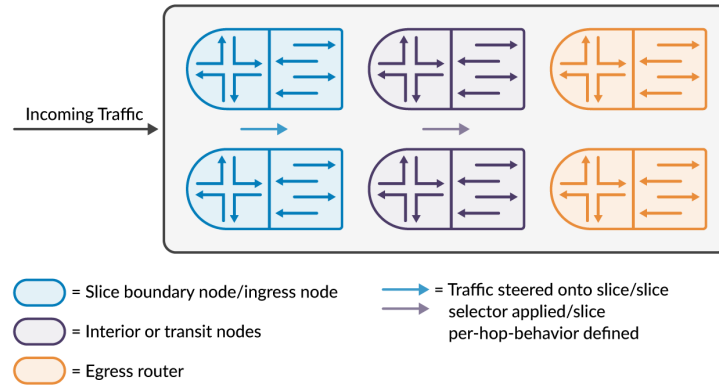 Incoming Traffic
= Slice boundary node/ingress node
= Interior or transit nodes
= Egress router
= Traffic steered onto slice/slice
selector applied/slice
per-hop-behavior defined